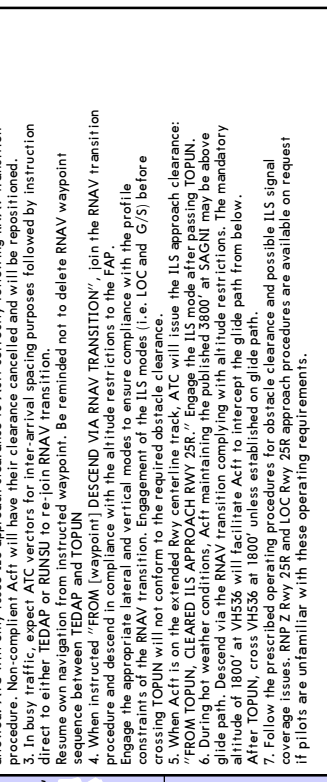 procedure. Non-complient Acft will have their clearance cancelled and will be repositioned.
3. In busy traffic, expect ATC verctors for inter-arrival spacing purposes followed by instruction
direct to either TEDAP or RUNSU to re-join RNAV transition.
Resume own navigation from instructed waypoint. Be reminded not to delete RNAV waypoint
sequence between TEDAP and TOPUN
4. When instructed "FROM [waypoint] DESCEND VIA RNAV TRANSITION", join the RNAV transition
procedure and descend in compliance with the altitude restrictions to the FAP.
Engage the appropriate lateral and vertical modes to ensure compliance with the profile
constraints of the RNAV transition. Engagement of the ILS modes (i.e. LOC and G/S) before
crossing TOPUN will not conform to the required obstacle clearance.
5. When Acft is on the extended Rwy centerline track, ATC will issue the ILS approach clearance:
"FROM TOPUN, CLEARED ILS APPROACH RWY 25R." Engage the ILS mode after passing TOPUN.
6. During hot weather conditions, Acft maintaining the published 3800' at SAGNI may be above
glide path. Descend via the RNAV transition complying with altitude restrictions. The mandatory
altitude of 1800' at VH536 will facilitate Acft to intercept the glide path from below.
After TOPUN, cross VH536 at 1800' unless established on glide path.
7. Follow the prescribed operating procedures for obstacle clearance and possible ILS signal
coverage issues. RNP Z Rwy 25R and LOC Rwy 25R approach procedures are available on request
if pilots are unfamiliar with these operating requirements.